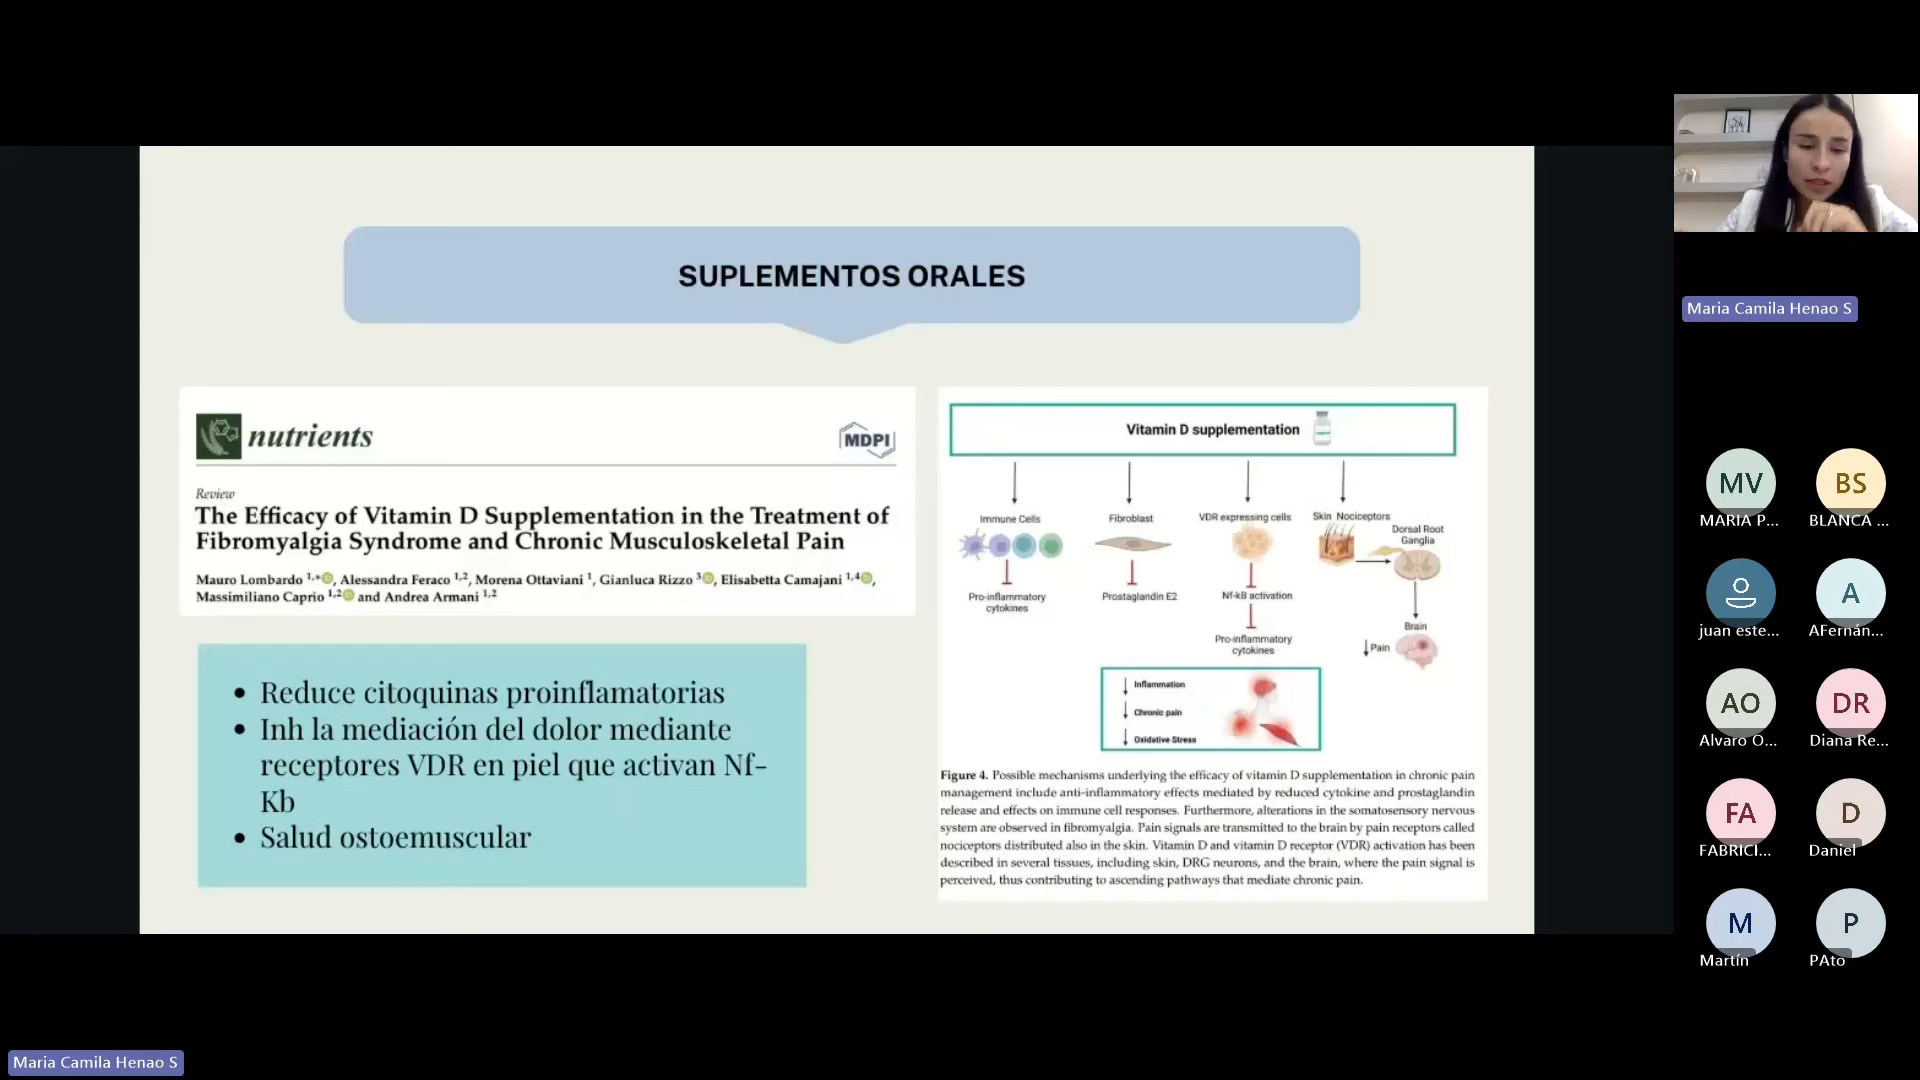 SUPLEMENTOS ORALES
nutrients
MDPI
Review
The Efficacy of Vitamin D Supplementation in the Treatment of
Fibromyalgia Syndrome and Chronic Musculoskeletal Pain
Mauro Lombardo 1,*, Alessandra Feraco 1,2, Morena Ottaviani 1, Gianluca Rizzo 3, Elisabetta Camajani 1,4,
Massimiliano Caprio 1,2 and Andrea Armani 1,2
• Reduce citoquinas proinflamatorias
• Inh la mediación del dolor mediante
receptores VDR en piel que activan Nf-
Kb
• Salud ostoemuscular
Vitamin D supplementation
Immune Cells
Fibroblast
VDR expressing cells
Skin Nociceptors
Dorsal Root
Ganglia
Pro-inflammatory
cytokines
Prostaglandin E2
Nf-kB activation
Pro-inflammatory
cytokines
Brain
↓Pain
↓ Inflammation
↓ Chronic pain
↓ Oxidative Stress
Figure 4. Possible mechanisms underlying the efficacy of vitamin D supplementation in chronic pain
management include anti-inflammatory effects mediated by reduced cytokine and prostaglandin
release and effects on immune cell responses. Furthermore, alterations in the somatosensory nervous
system are observed in fibromyalgia. Pain signals are transmitted to the brain by pain receptors called
nociceptors distributed also in the skin. Vitamin D and vitamin D receptor (VDR) activation has been
described in several tissues, including skin, DRG neurons, and the brain, where the pain signal is
perceived, thus contributing to ascending pathways that mediate chronic pain.
Maria Camila Henao S
MV
MARIA P...
BS
BLANCA ...
juan este...
A
AFernán...
AO
Alvaro O...
DR
Diana Re...
FA
FABRICI...
D
Daniel
M
Martín
P
PAto
Maria Camila Henao S